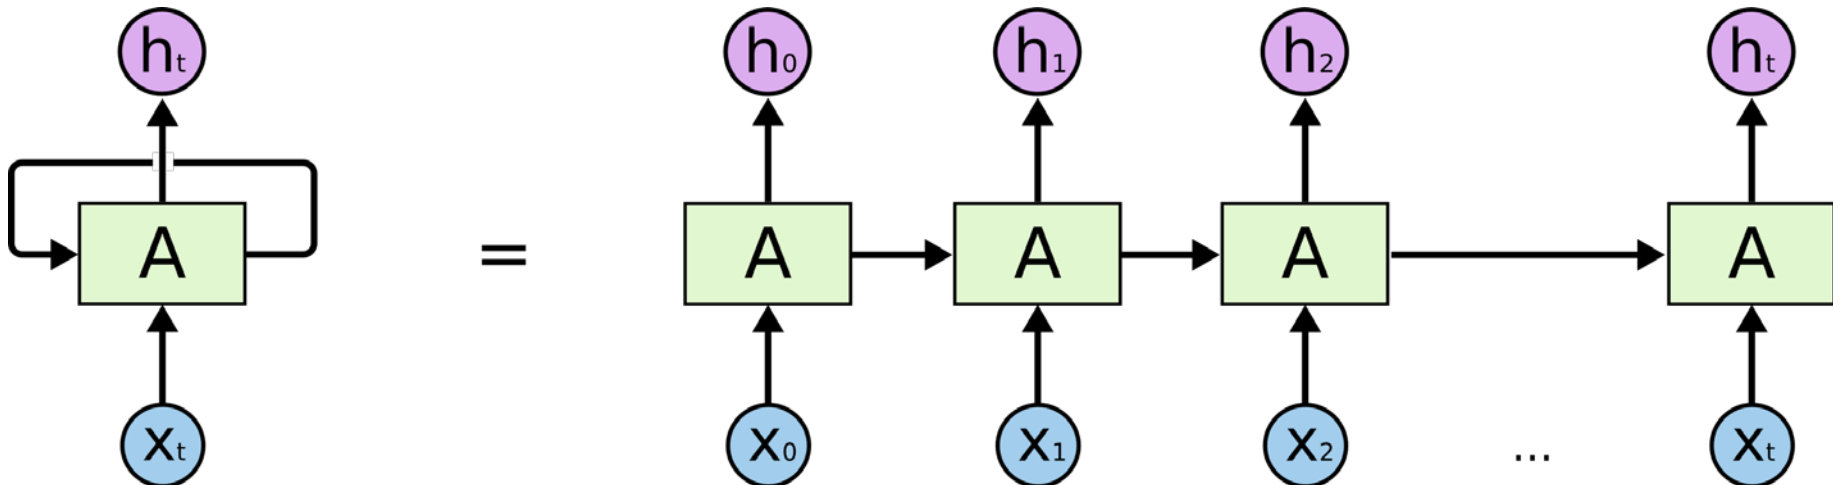 hₜ h₀ h₁ h₂ hₜ
A = A A A A
xₜ x₀ x₁ x₂ ... xₜ